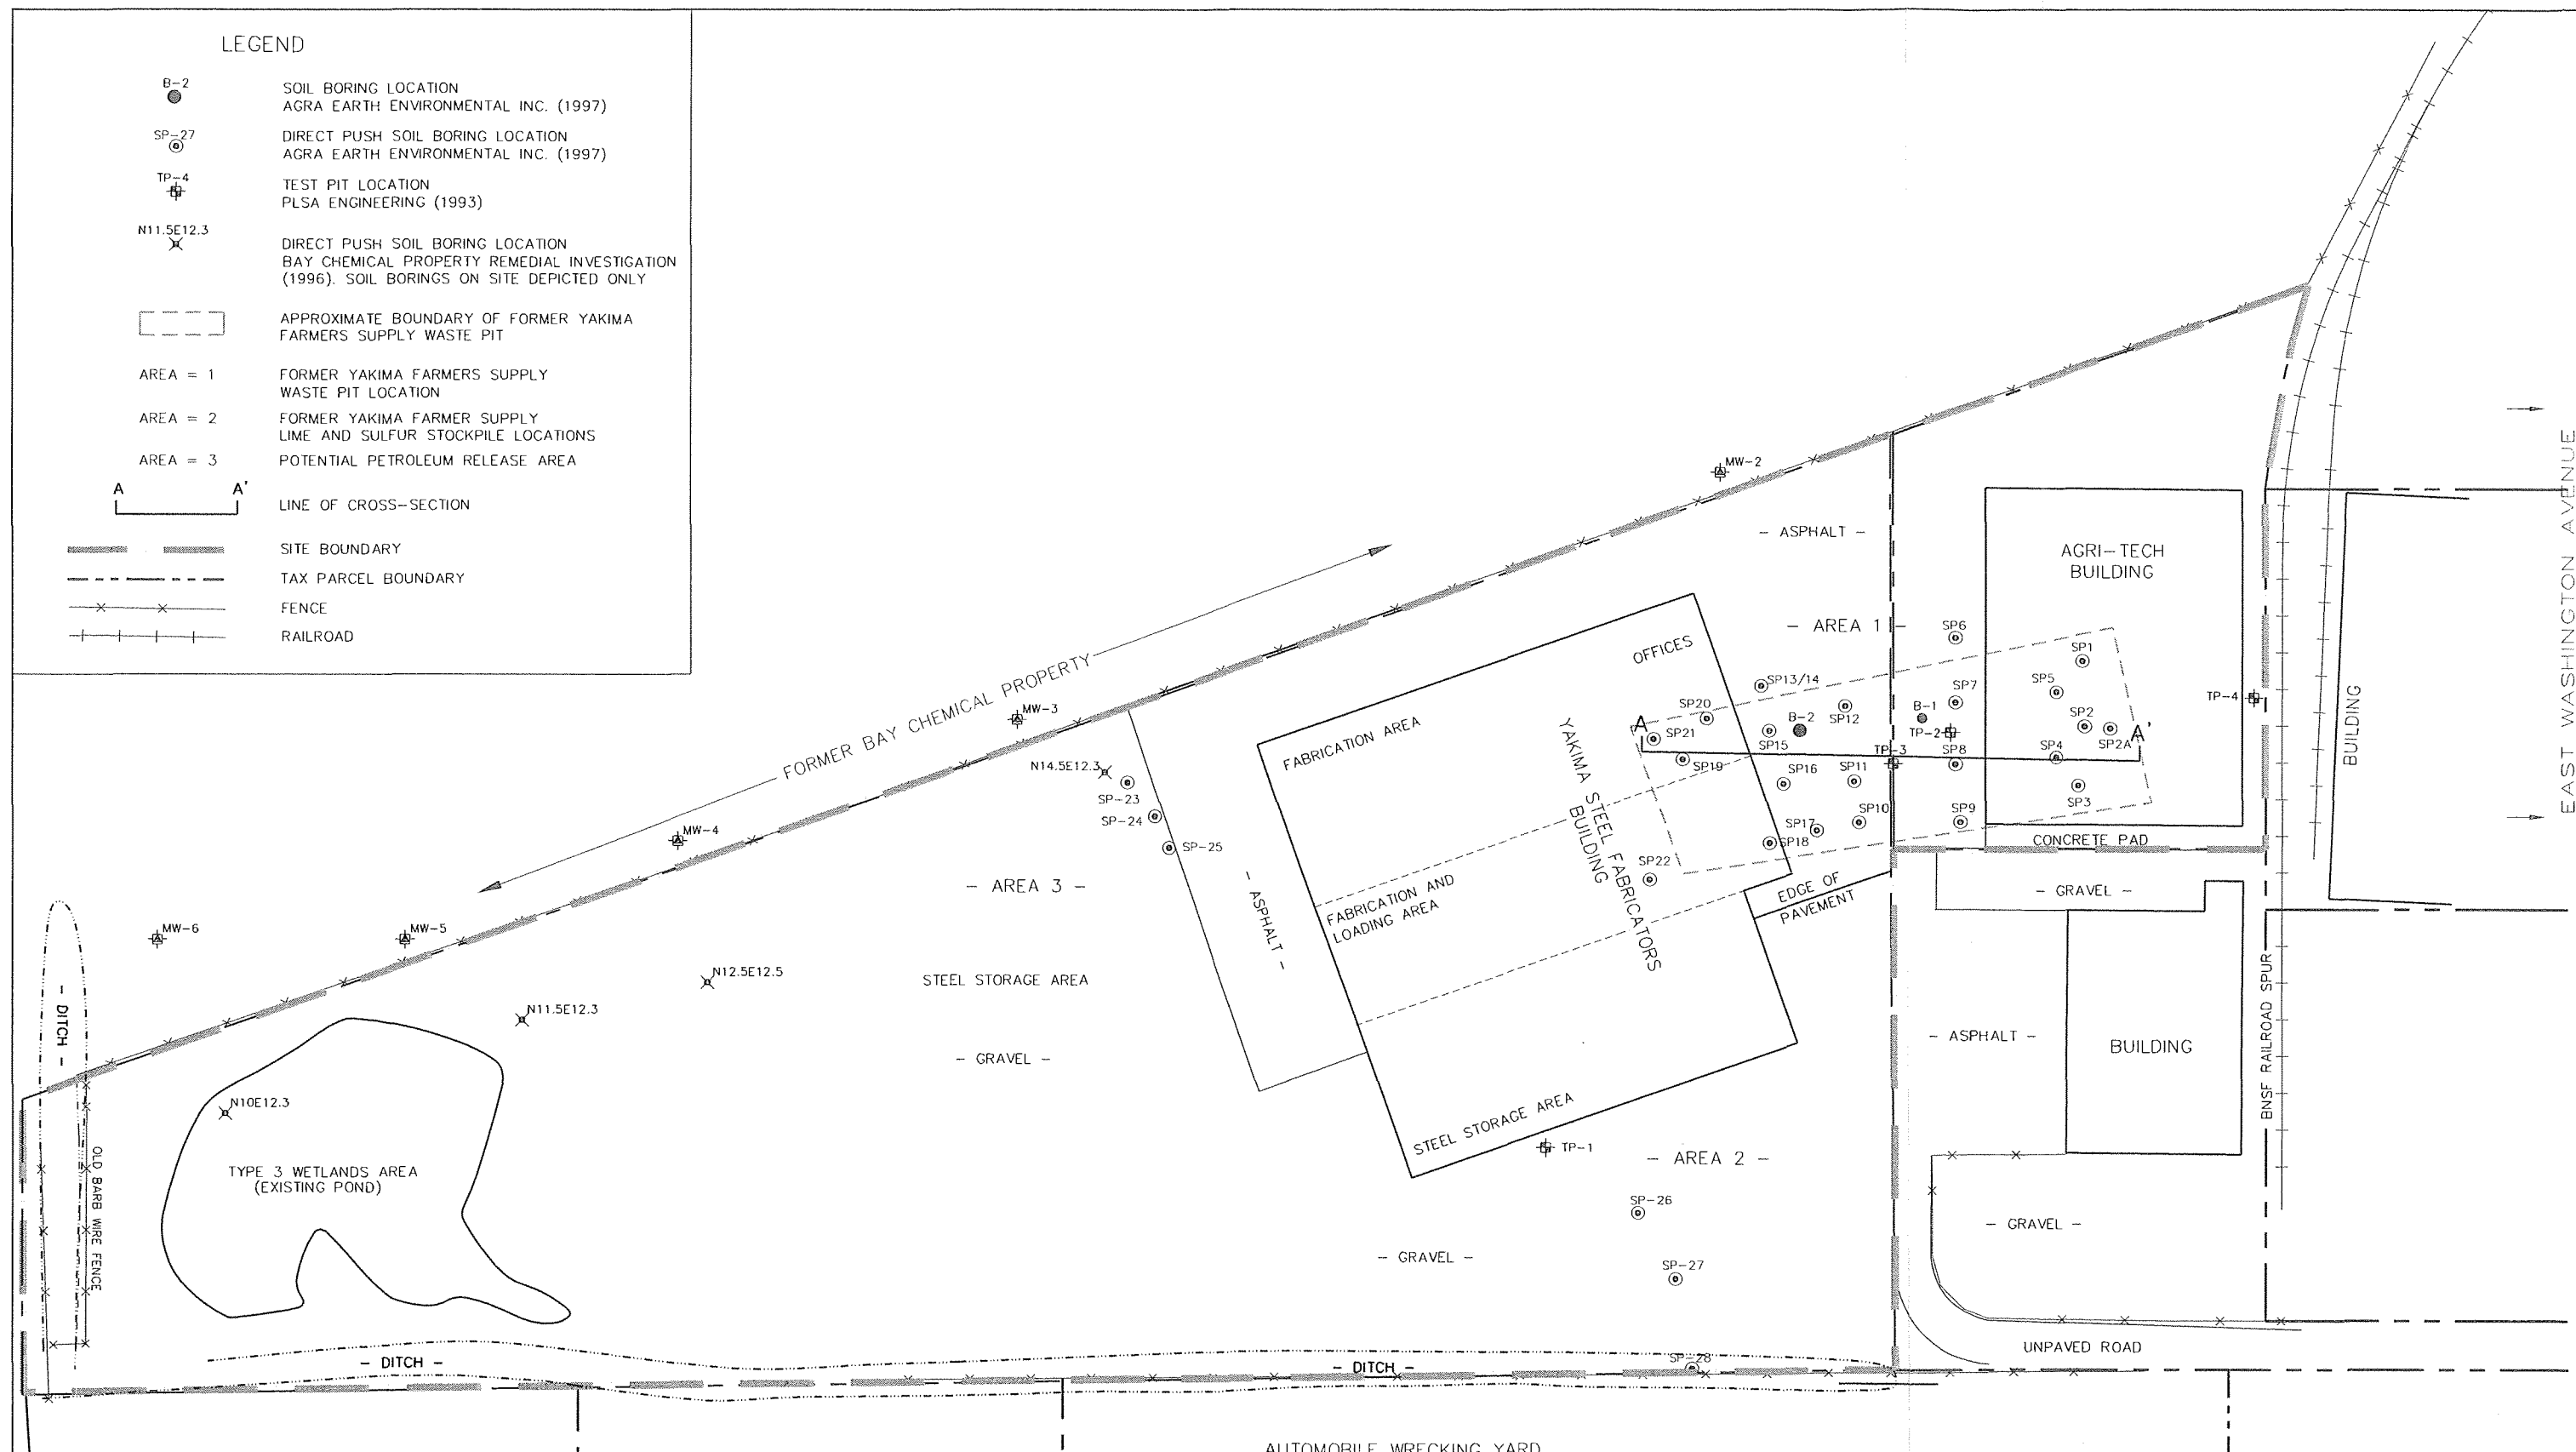 LEGEND
B-2
SOIL BORING LOCATION
AGRA EARTH ENVIRONMENTAL INC. (1997)
SP-27
DIRECT PUSH SOIL BORING LOCATION
AGRA EARTH ENVIRONMENTAL INC. (1997)
TP-4
TEST PIT LOCATION
PLSA ENGINEERING (1993)
N11.5E12.3
DIRECT PUSH SOIL BORING LOCATION
BAY CHEMICAL PROPERTY REMEDIAL INVESTIGATION
(1996). SOIL BORINGS ON SITE DEPICTED ONLY
APPROXIMATE BOUNDARY OF FORMER YAKIMA
FARMERS SUPPLY WASTE PIT
AREA = 1
FORMER YAKIMA FARMERS SUPPLY
WASTE PIT LOCATION
AREA = 2
FORMER YAKIMA FARMER SUPPLY
LIME AND SULFUR STOCKPILE LOCATIONS
AREA = 3
POTENTIAL PETROLEUM RELEASE AREA
A A'
LINE OF CROSS-SECTION
SITE BOUNDARY
TAX PARCEL BOUNDARY
FENCE
RAILROAD
MW-2
- ASPHALT -
AGRI-TECH
BUILDING
EAST WASHINGTON AVENUE
- AREA 1 -
SP6
SP1
SP5
SP7
SP2
SP2A
SP4
SP3
TP-4
BUILDING
OFFICES
SP13/14
SP20
SP12
B-2
B-1
TP-2
A
A'
SP21
SP15
TP-3
SP8
SP19
SP16
SP11
SP10
SP9
SP17
SP18
SP22
FABRICATION AREA
YAKIMA STEEL FABRICATORS
BUILDING
FORMER BAY CHEMICAL PROPERTY
MW-3
N14.5E12.3
SP-23
SP-24
SP-25
MW-4
- AREA 3 -
- ASPHALT -
FABRICATION AND
LOADING AREA
EDGE OF
PAVEMENT
CONCRETE PAD
- GRAVEL -
MW-6
MW-5
N12.5E12.5
STEEL STORAGE AREA
N11.5E12.3
- GRAVEL -
- DITCH -
- ASPHALT -
BUILDING
BNSF RAILROAD SPUR
N10E12.3
OLD BARB WIRE FENCE
TYPE 3 WETLANDS AREA
(EXISTING POND)
STEEL STORAGE AREA
TP-1
- AREA 2 -
SP-26
- GRAVEL -
- GRAVEL -
SP-27
UNPAVED ROAD
- DITCH -
- DITCH -
SP-28
AUTOMOBILE WRECKING YARD